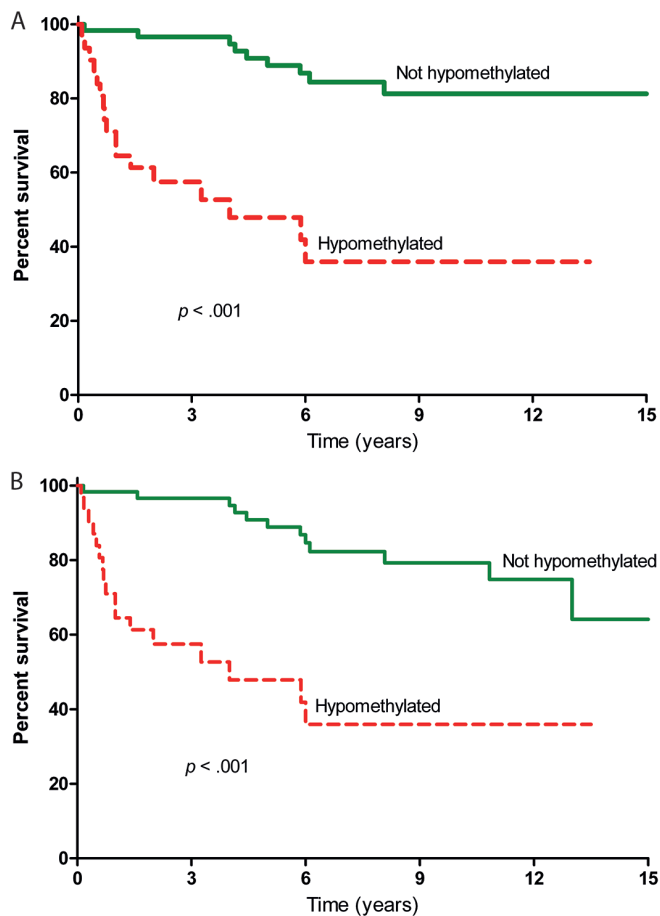 A
100
80
60
40
20
0
Percent survival
Not hypomethylated
Hypomethylated
p < .001
0 3 6 9 12 15
Time (years)
B
100
80
60
40
20
0
Percent survival
Not hypomethylated
Hypomethylated
p < .001
0 3 6 9 12 15
Time (years)